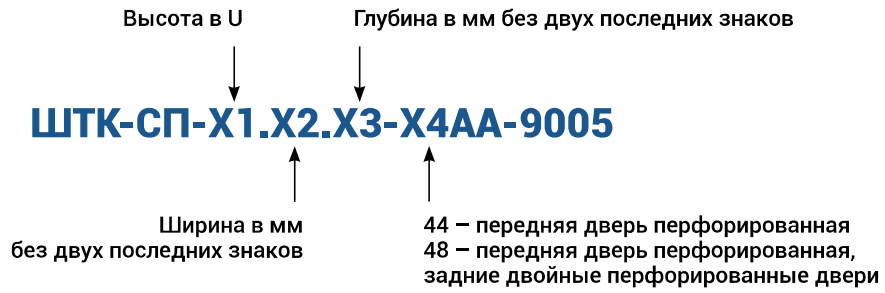 Высота в U
Глубина в мм без двух последних знаков
ШТК-СП-Х1.Х2.Х3-Х4АА-9005
Ширина в мм
без двух последних знаков
44 – передняя дверь перфорированная
48 – передняя дверь перфорированная,
задние двойные перфорированные двери